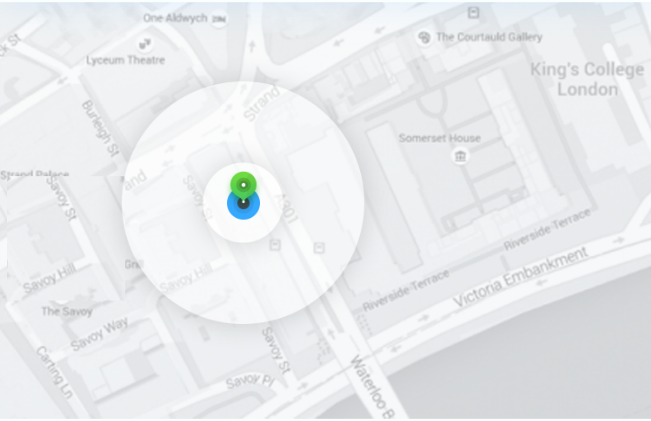 One Aldwych
The Courtauld Gallery
ck St
Lyceum Theatre
King's College
London
Strand
Burleigh St
Somerset House
Strand Palace
and
Savoy St
A301
Riverside Terrace
Savoy Hill
Grill
Savoy Hill
Victoria Embankment
Riverside Terrace
The Savoy
Savoy Way
Savoy St
Carting Ln
Savoy Pl
Waterloo B